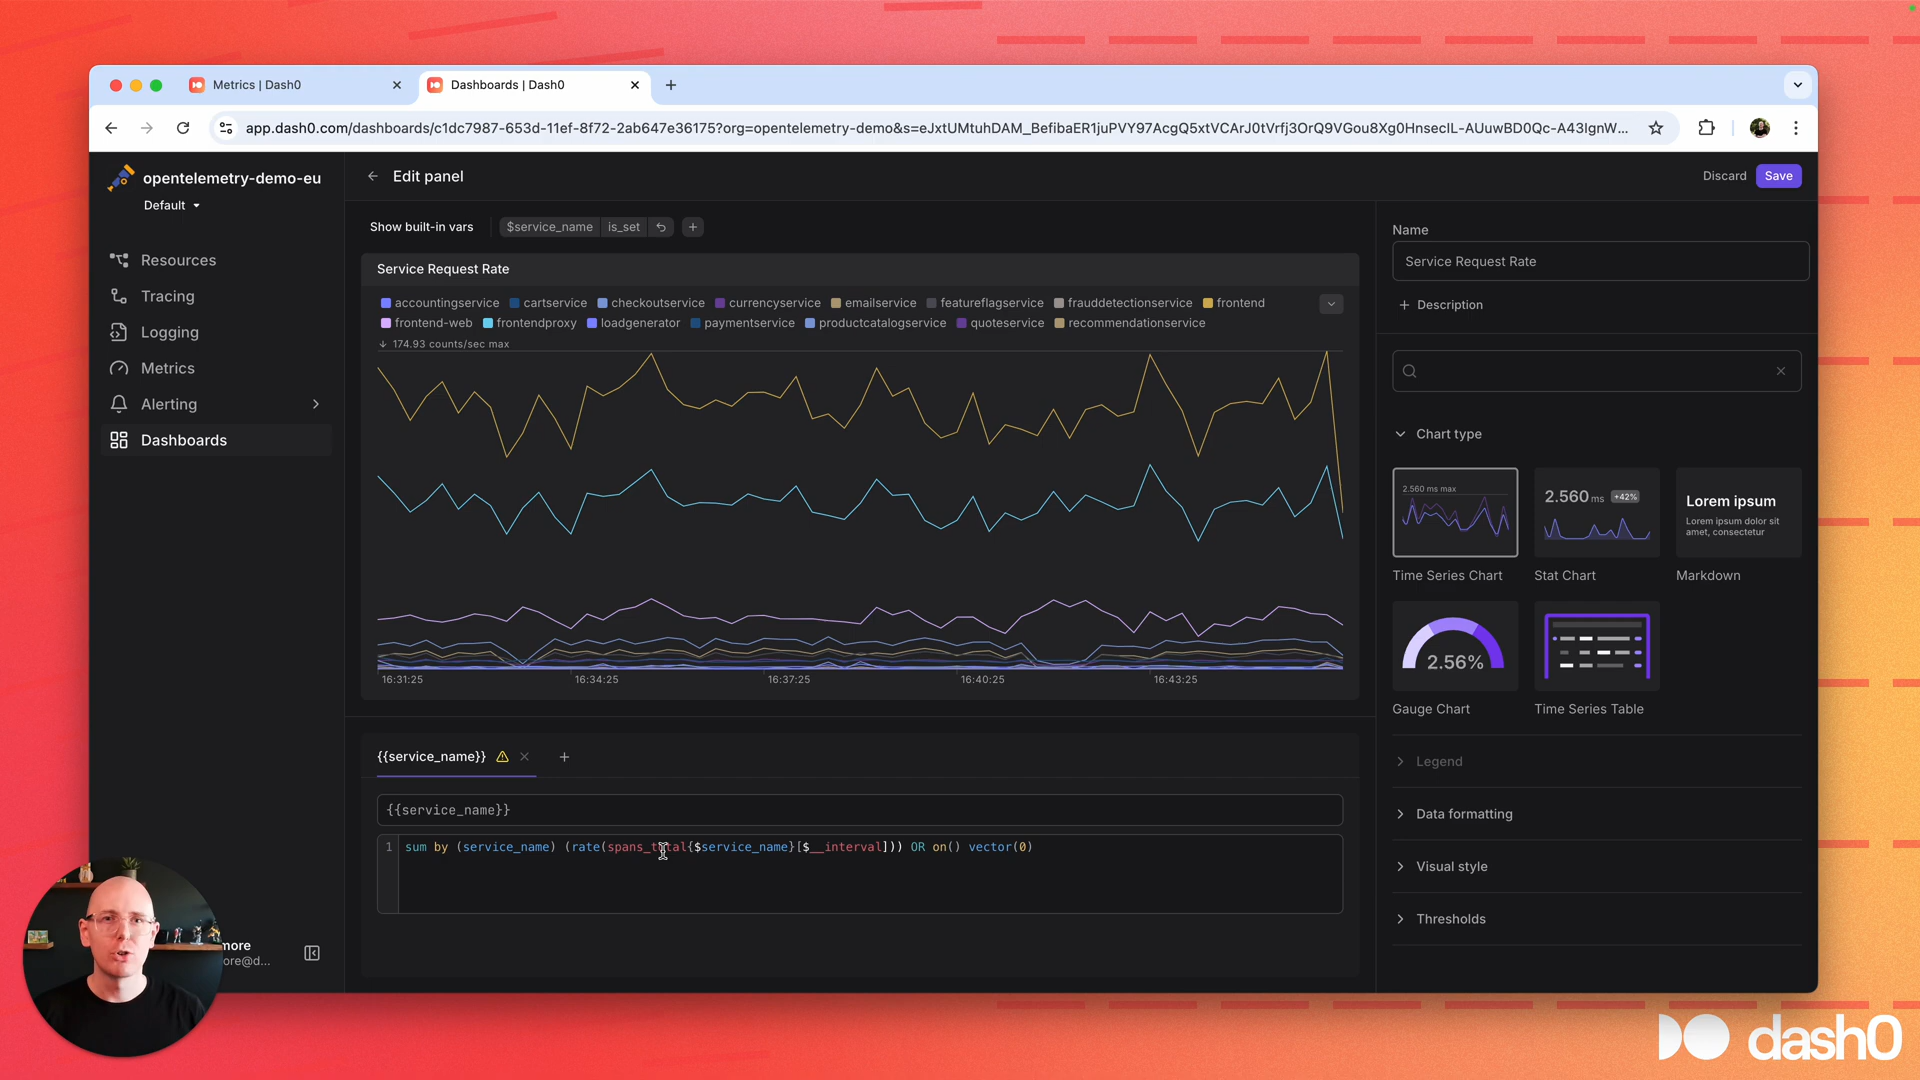 Metrics | Dash0
Dashboards | Dash0
app.dash0.com/dashboards/c1dc7987-653d-11ef-8f72-2ab647e36175?org=opentelemetry-demo&s=eJxtUMtuhDAM_BefibaER1juPVY97AcgQ5xtVCArJ0tVrfj3OrQ9VGou8Xg0HnseclL-AUuwBD0Qc-A43IgnW...
opentelemetry-demo-eu
Default
Resources
Tracing
Logging
Metrics
Alerting
Dashboards
more
ore@d...
Edit panel
Discard
Save
Show built-in vars
$service_name is_set
Service Request Rate
accountingservice cartservice checkoutservice currencyservice emailservice featureflagservice frauddetectionservice frontend
frontend-web frontendproxy loadgenerator paymentservice productcatalogservice quoteservice recommendationservice
174.93 counts/sec max
16:31:25 16:34:25 16:37:25 16:40:25 16:43:25
{{service_name}}
{{service_name}}
1 sum by (service_name) (rate(spans_total{$service_name}[$__interval])) OR on() vector(0)
Name
Service Request Rate
+ Description
Chart type
2.560 ms max
2.560 ms +42%
Lorem ipsum
Lorem ipsum dolor sit
amet, consectetur
Time Series Chart
Stat Chart
Markdown
2.56%
Gauge Chart
Time Series Table
Legend
Data formatting
Visual style
Thresholds
dash0